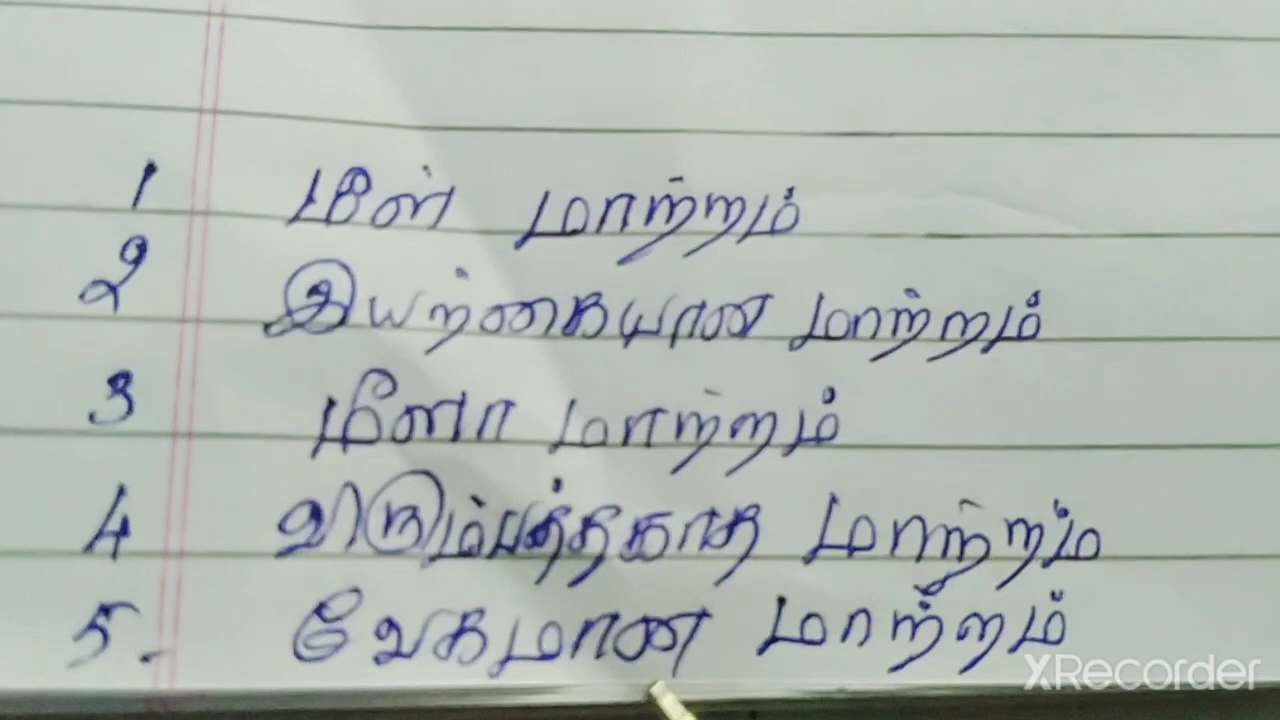 1 மீள் மாற்றம்
2 இயற்கையான மாற்றம்
3 மீளா மாற்றம்
4 விரும்பத்தகாத மாற்றம்
5. வேகமான மாற்றம்
XRecorder